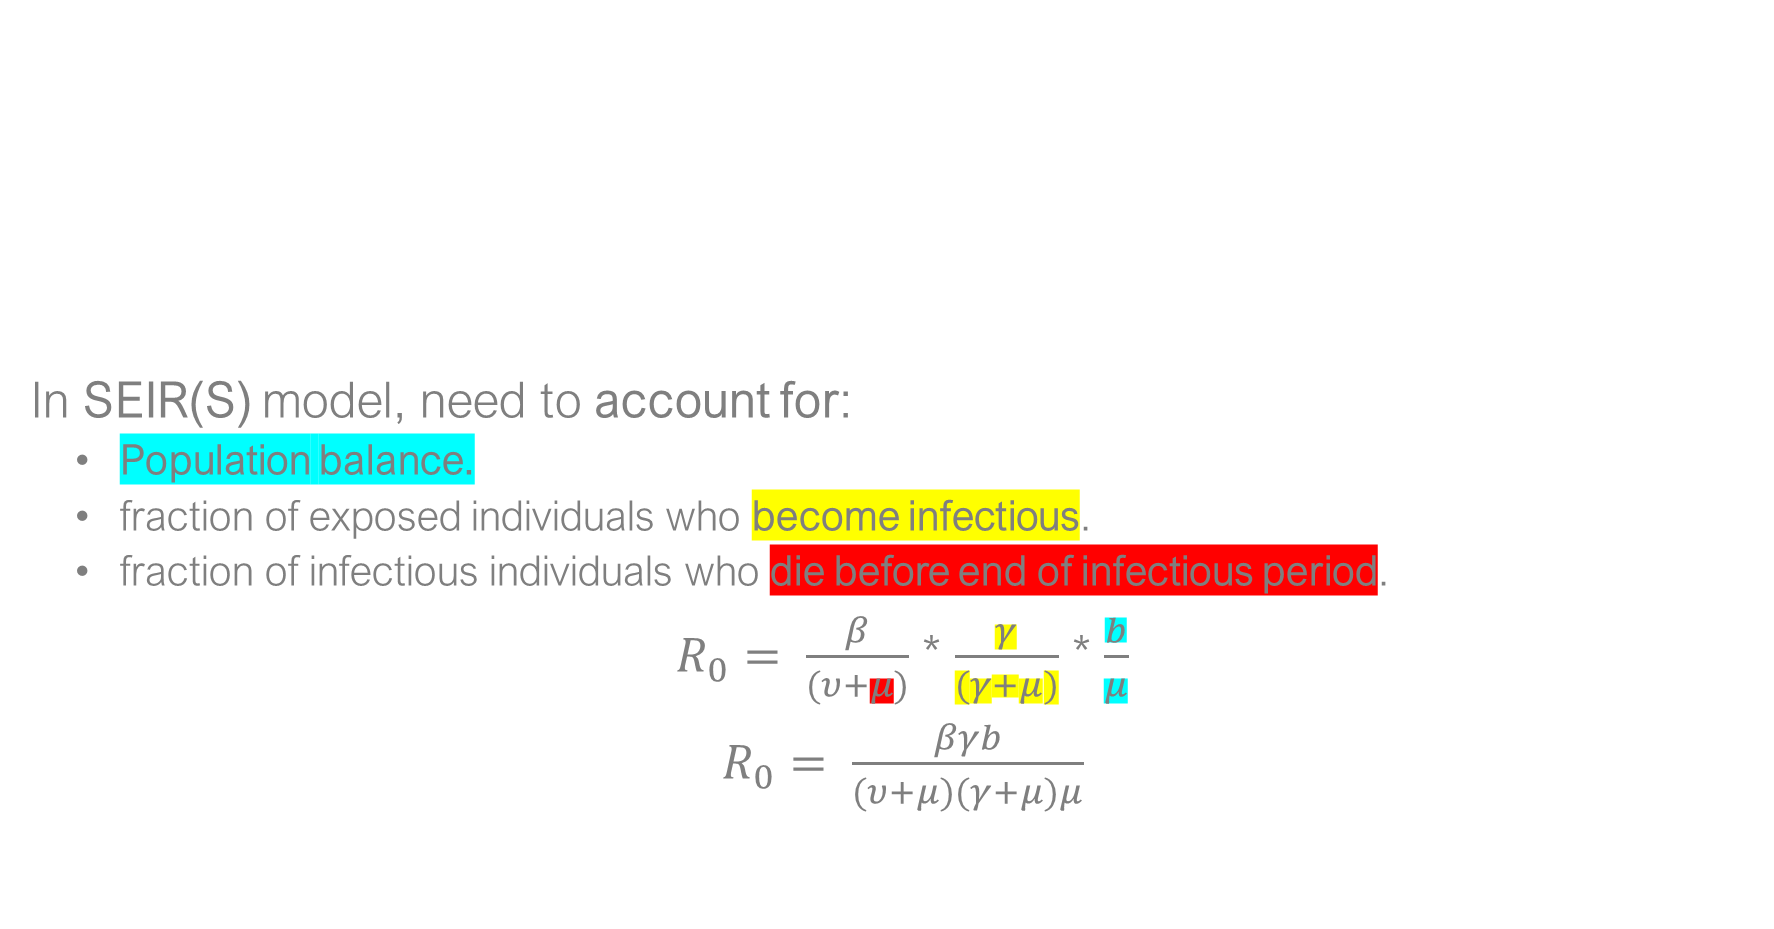 In SEIR(S) model, need to account for:
• Population balance.
• fraction of exposed individuals who become infectious.
• fraction of infectious individuals who die before end of infectious period.
R₀ = β/(υ+μ) * γ/(γ+μ) * b/μ
R₀ = βγb/(υ+μ)(γ+μ)μ